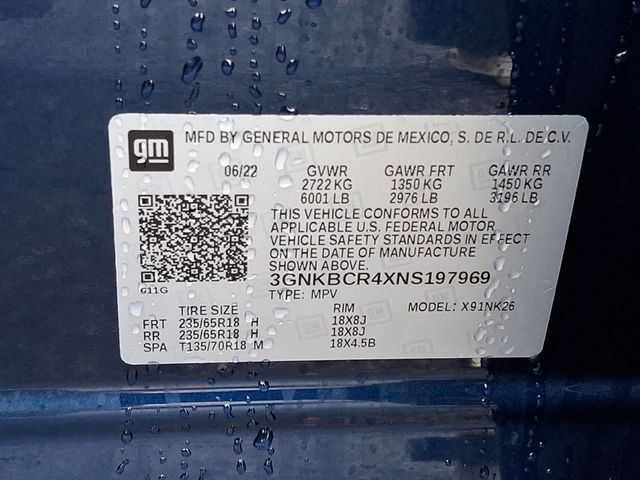 gm MFD BY GENERAL MOTORS DE MEXICO, S. DE R.L. DE C.V.
06/22 GVWR GAWR FRT GAWR RR
2722 KG 1350 KG 1450 KG
6001 LB 2976 LB 3196 LB
THIS VEHICLE CONFORMS TO ALL
APPLICABLE U.S. FEDERAL MOTOR
VEHICLE SAFETY STANDARDS IN EFFECT
ON THE DATE OF MANUFACTURE
SHOWN ABOVE.
G11G 3GNKBCR4XNS197969
TYPE: MPV MODEL: X91NK26
TIRE SIZE RIM
FRT 235/65R18 H 18X8J
RR 235/65R18 H 18X8J
SPA T135/70R18 M 18X4.5B